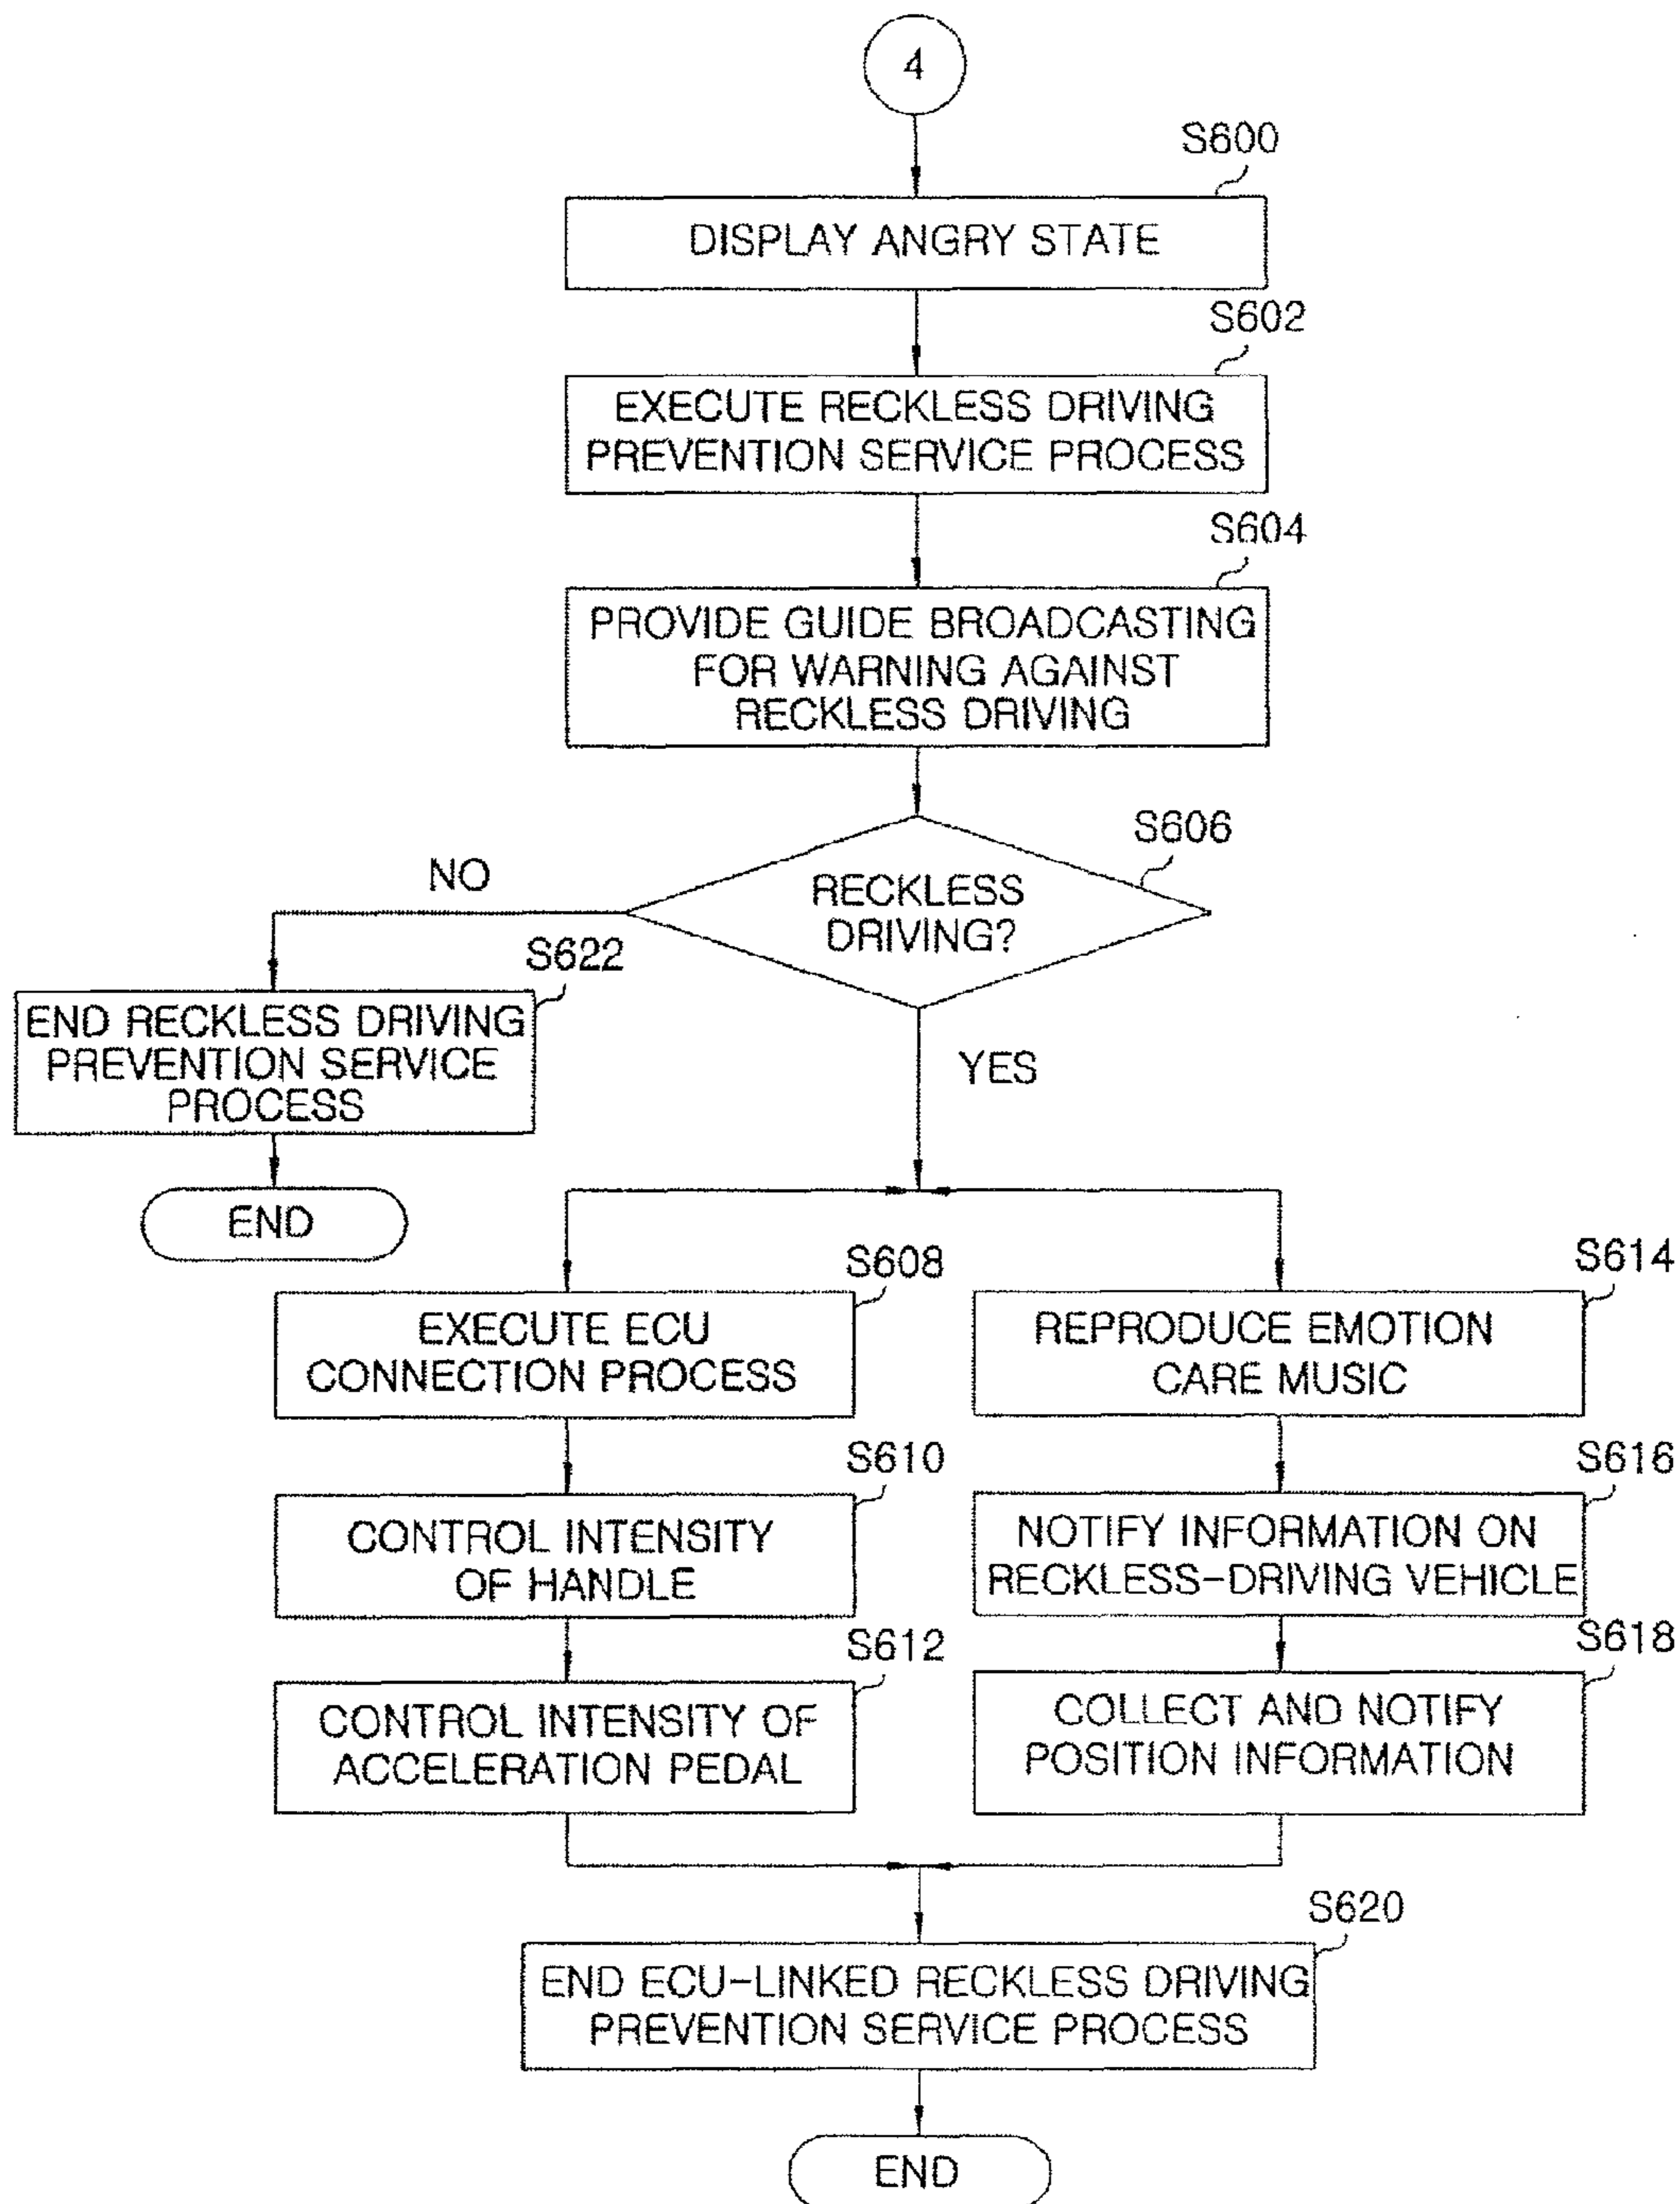 4
S600
DISPLAY ANGRY STATE
S602
EXECUTE RECKLESS DRIVING
PREVENTION SERVICE PROCESS
S604
PROVIDE GUIDE BROADCASTING
FOR WARNING AGAINST
RECKLESS DRIVING
S606
RECKLESS
DRIVING?
NO
S622
END RECKLESS DRIVING
PREVENTION SERVICE
PROCESS
END
YES
S608
EXECUTE ECU
CONNECTION PROCESS
S610
CONTROL INTENSITY
OF HANDLE
S612
CONTROL INTENSITY OF
ACCELERATION PEDAL
S614
REPRODUCE EMOTION
CARE MUSIC
S616
NOTIFY INFORMATION ON
RECKLESS-DRIVING VEHICLE
S618
COLLECT AND NOTIFY
POSITION INFORMATION
S620
END ECU-LINKED RECKLESS DRIVING
PREVENTION SERVICE PROCESS
END